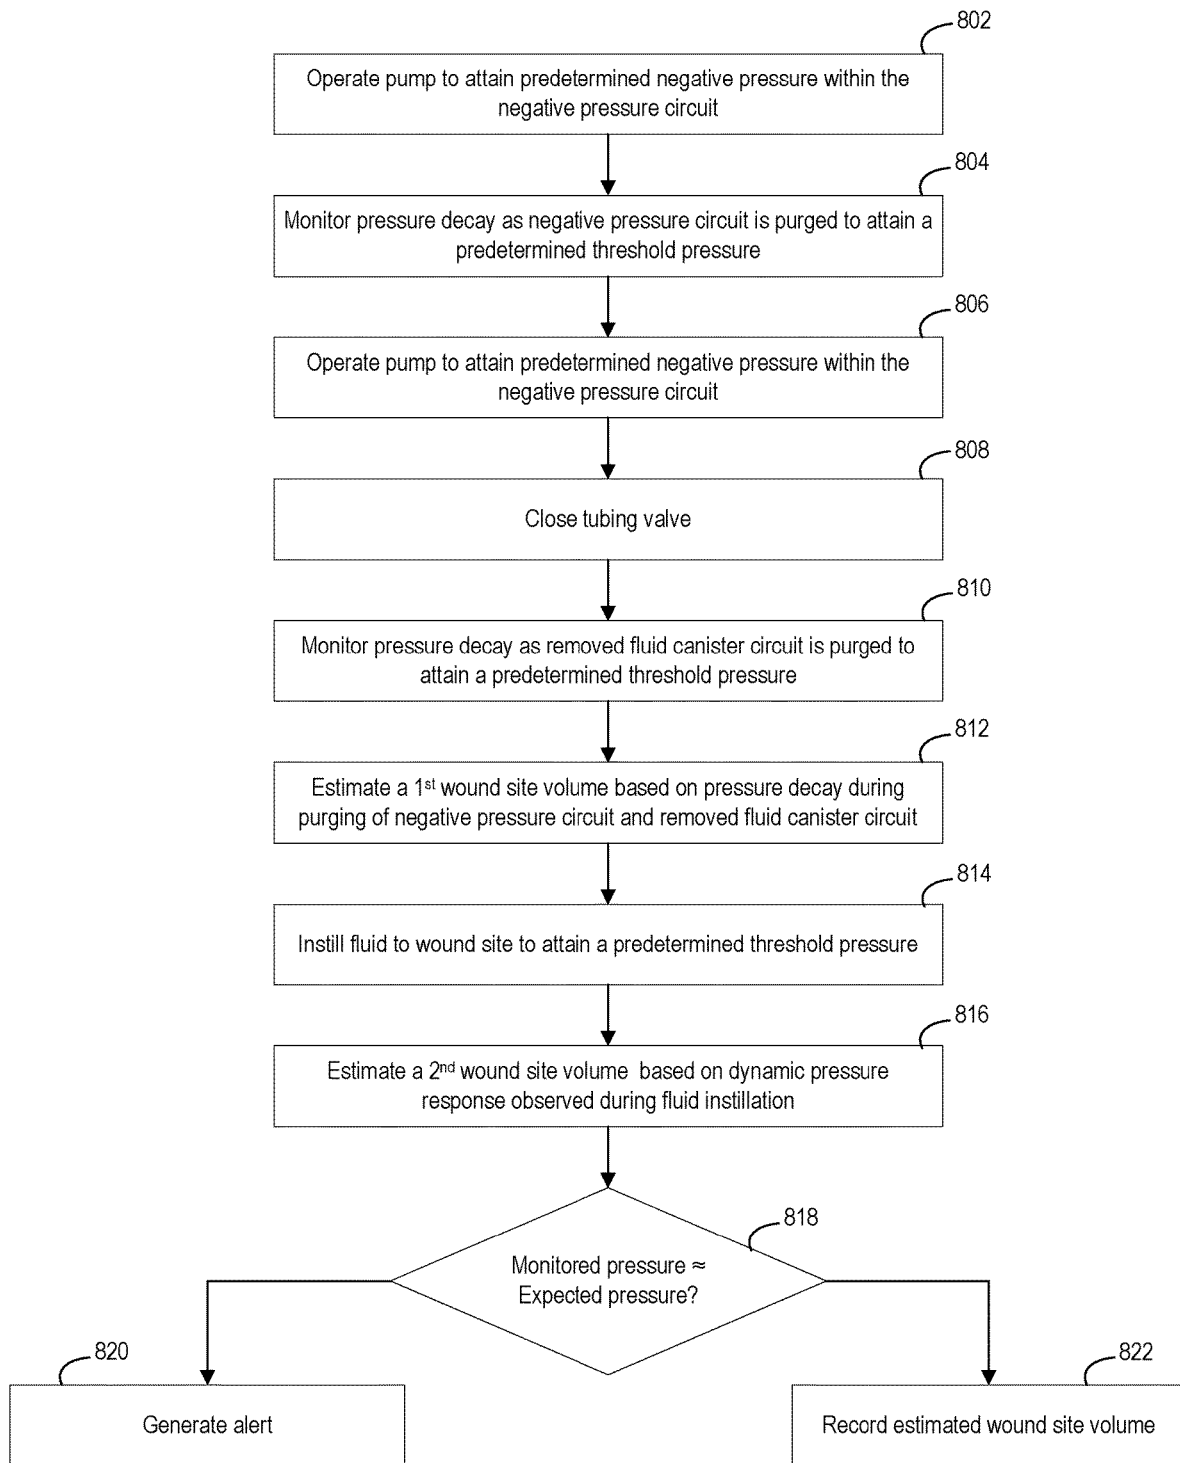 802
Operate pump to attain predetermined negative pressure within the
negative pressure circuit
804
Monitor pressure decay as negative pressure circuit is purged to attain a
predetermined threshold pressure
806
Operate pump to attain predetermined negative pressure within the
negative pressure circuit
808
Close tubing valve
810
Monitor pressure decay as removed fluid canister circuit is purged to
attain a predetermined threshold pressure
812
Estimate a 1st wound site volume based on pressure decay during
purging of negative pressure circuit and removed fluid canister circuit
814
Instill fluid to wound site to attain a predetermined threshold pressure
816
Estimate a 2nd wound site volume based on dynamic pressure
response observed during fluid instillation
818
Monitored pressure ≈
Expected pressure?
820
Generate alert
822
Record estimated wound site volume